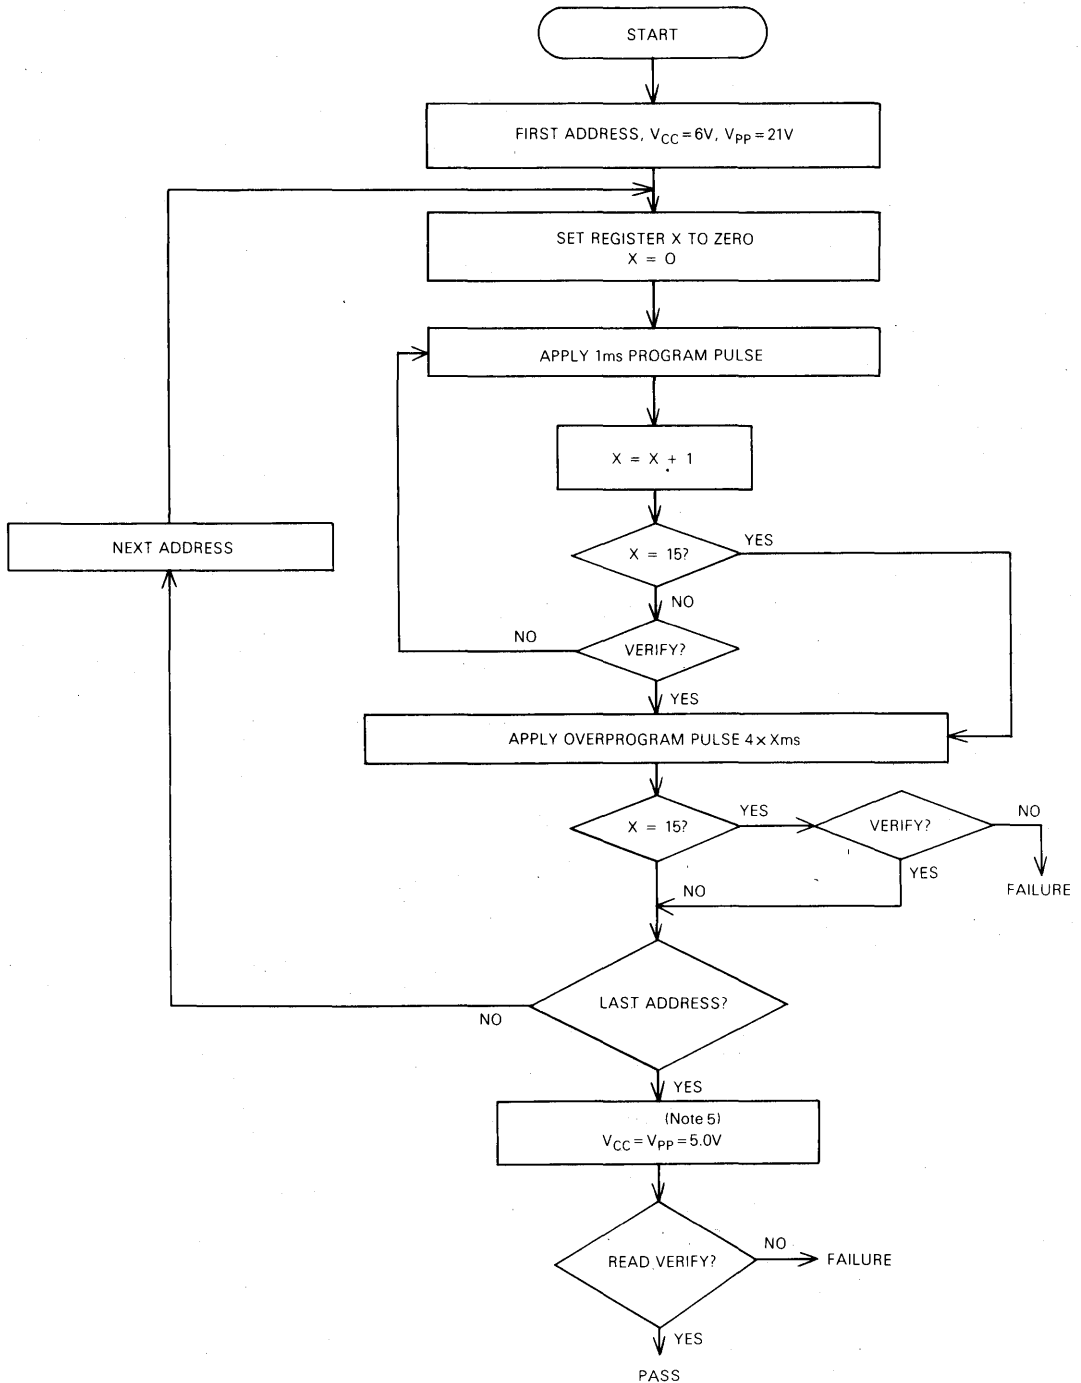 START
FIRST ADDRESS, VCC = 6V, VPP = 21V
SET REGISTER X TO ZERO
X = 0
APPLY 1ms PROGRAM PULSE
X = X + 1
NEXT ADDRESS
X = 15?
YES
NO
VERIFY?
NO
YES
APPLY OVERPROGRAM PULSE 4 x Xms
X = 15?
YES
VERIFY?
NO
YES
FAILURE
NO
LAST ADDRESS?
NO
YES
(Note 5)
VCC = VPP = 5.0V
READ VERIFY?
NO
FAILURE
YES
PASS